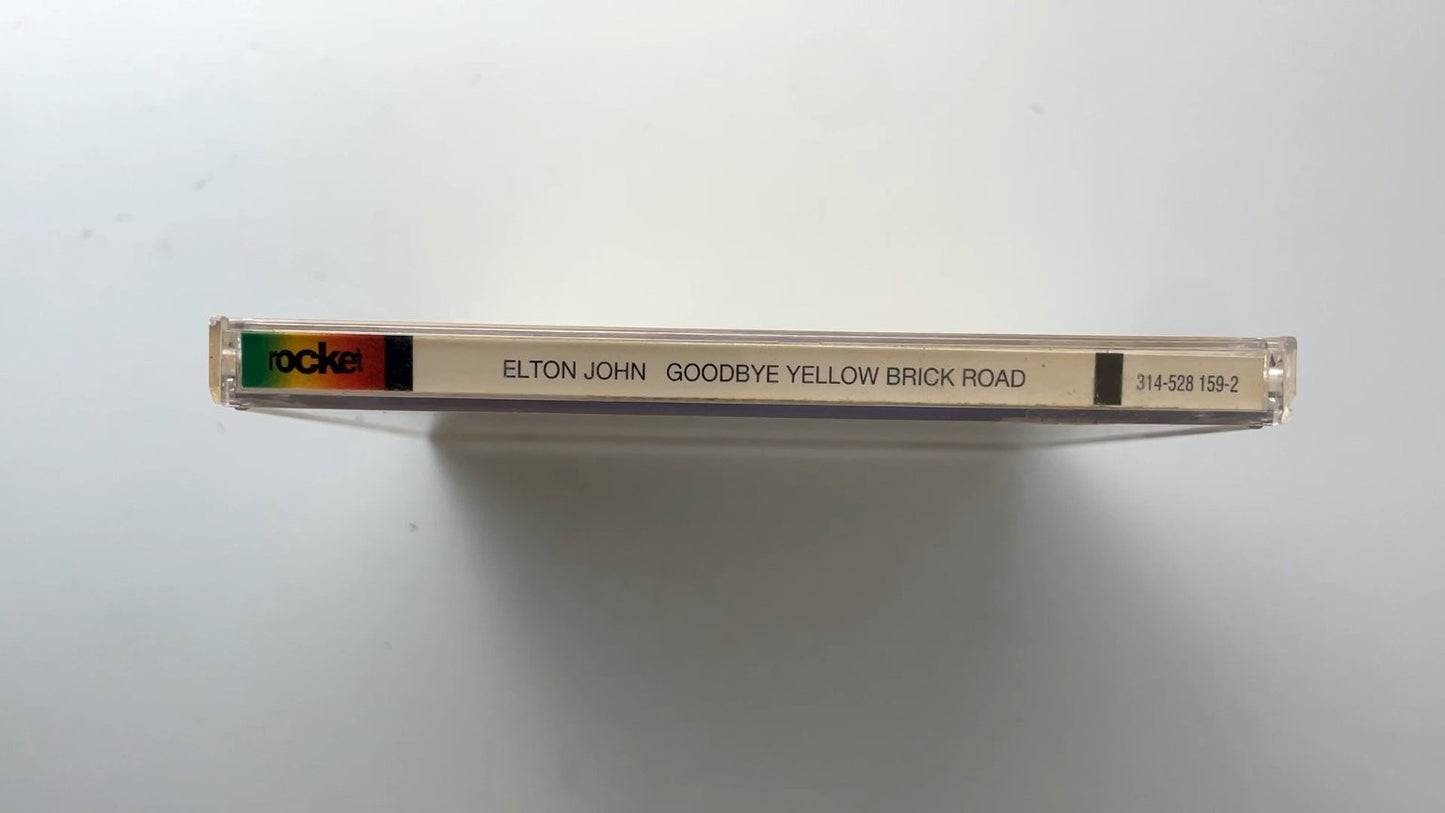 rocket ELTON JOHN GOODBYE YELLOW BRICK ROAD 314-528 159-2